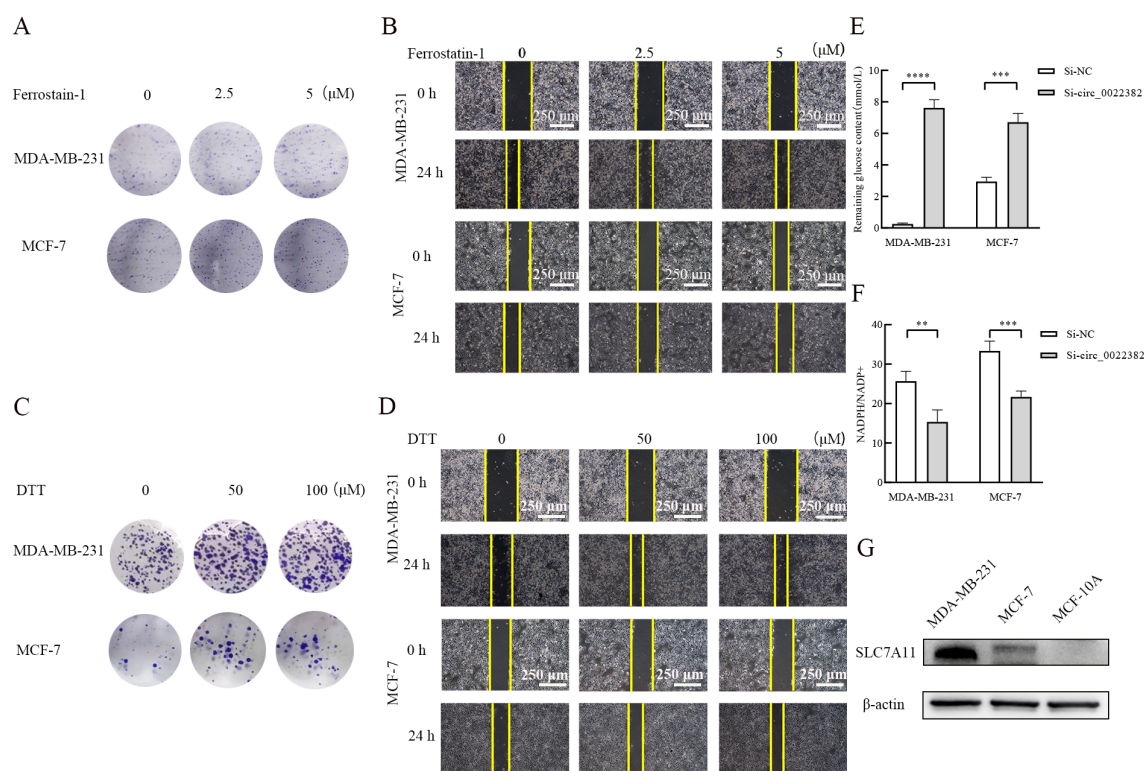 A
Ferrostain-1 0 2.5 5 (μM)
MDA-MB-231
MCF-7
B
Ferrostatin-1 0 2.5 5 (μM)
MDA-MB-231
0 h
250 μm 250 μm 250 μm
24 h
MCF-7
0 h
250 μm 250 μm 250 μm
24 h
C
DTT 0 50 100 (μM)
MDA-MB-231
MCF-7
D
DTT 0 50 100 (μM)
MDA-MB-231
0 h
250 μm 250 μm 250 μm
24 h
MCF-7
0 h
250 μm 250 μm 250 μm
24 h
E
Remaining glucose content(mmol/L)
10
8
6
4
2
0
**** ***
Si-NC
Si-circ_0022382
MDA-MB-231 MCF-7
F
NADPH/NADP+
40
30
20
10
0
** ***
Si-NC
Si-circ_0022382
MDA-MB-231 MCF-7
G
MDA-MB-231 MCF-7 MCF-10A
SLC7A11
β-actin